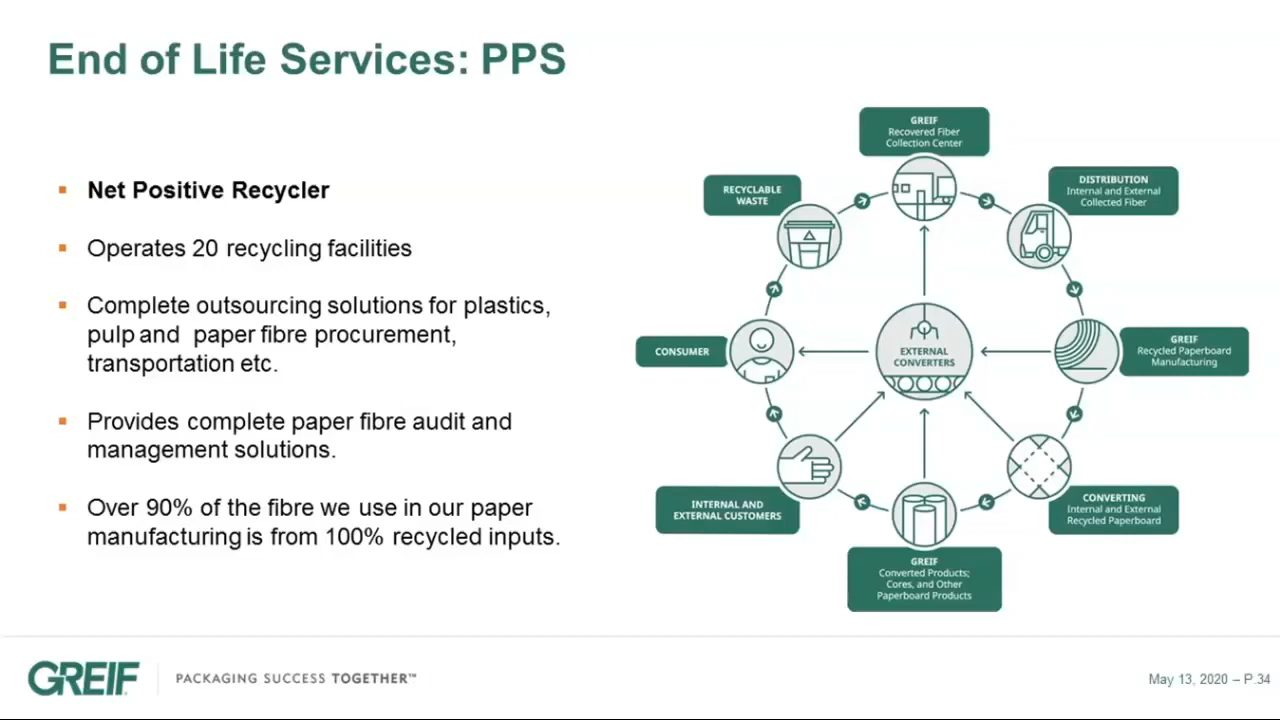 End of Life Services: PPS
Net Positive Recycler
Operates 20 recycling facilities
Complete outsourcing solutions for plastics,
pulp and paper fibre procurement,
transportation etc.
Provides complete paper fibre audit and
management solutions.
Over 90% of the fibre we use in our paper
manufacturing is from 100% recycled inputs.
GREIF
Recovered Fiber
Collection Center
DISTRIBUTION
Internal and External
Collected Fiber
GREIF
Recycled Paperboard
Manufacturing
CONVERTING
Internal and External
Recycled Paperboard
GREIF
Converted Products;
Cores, and Other
Paperboard Products
INTERNAL AND
EXTERNAL CUSTOMERS
CONSUMER
RECYCLABLE
WASTE
EXTERNAL
CONVERTERS
GREIF
PACKAGING SUCCESS TOGETHER™
May 13, 2020 – P.34